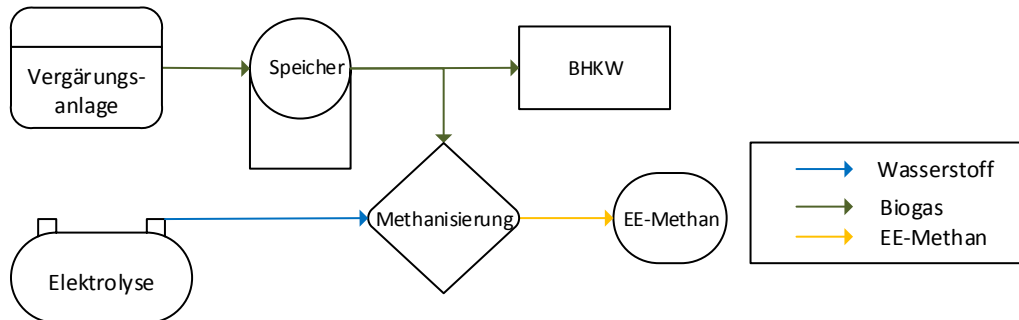 Vergärungs-
anlage
Speicher
BHKW
Methanisierung
EE-Methan
Elektrolyse
Wasserstoff
Biogas
EE-Methan